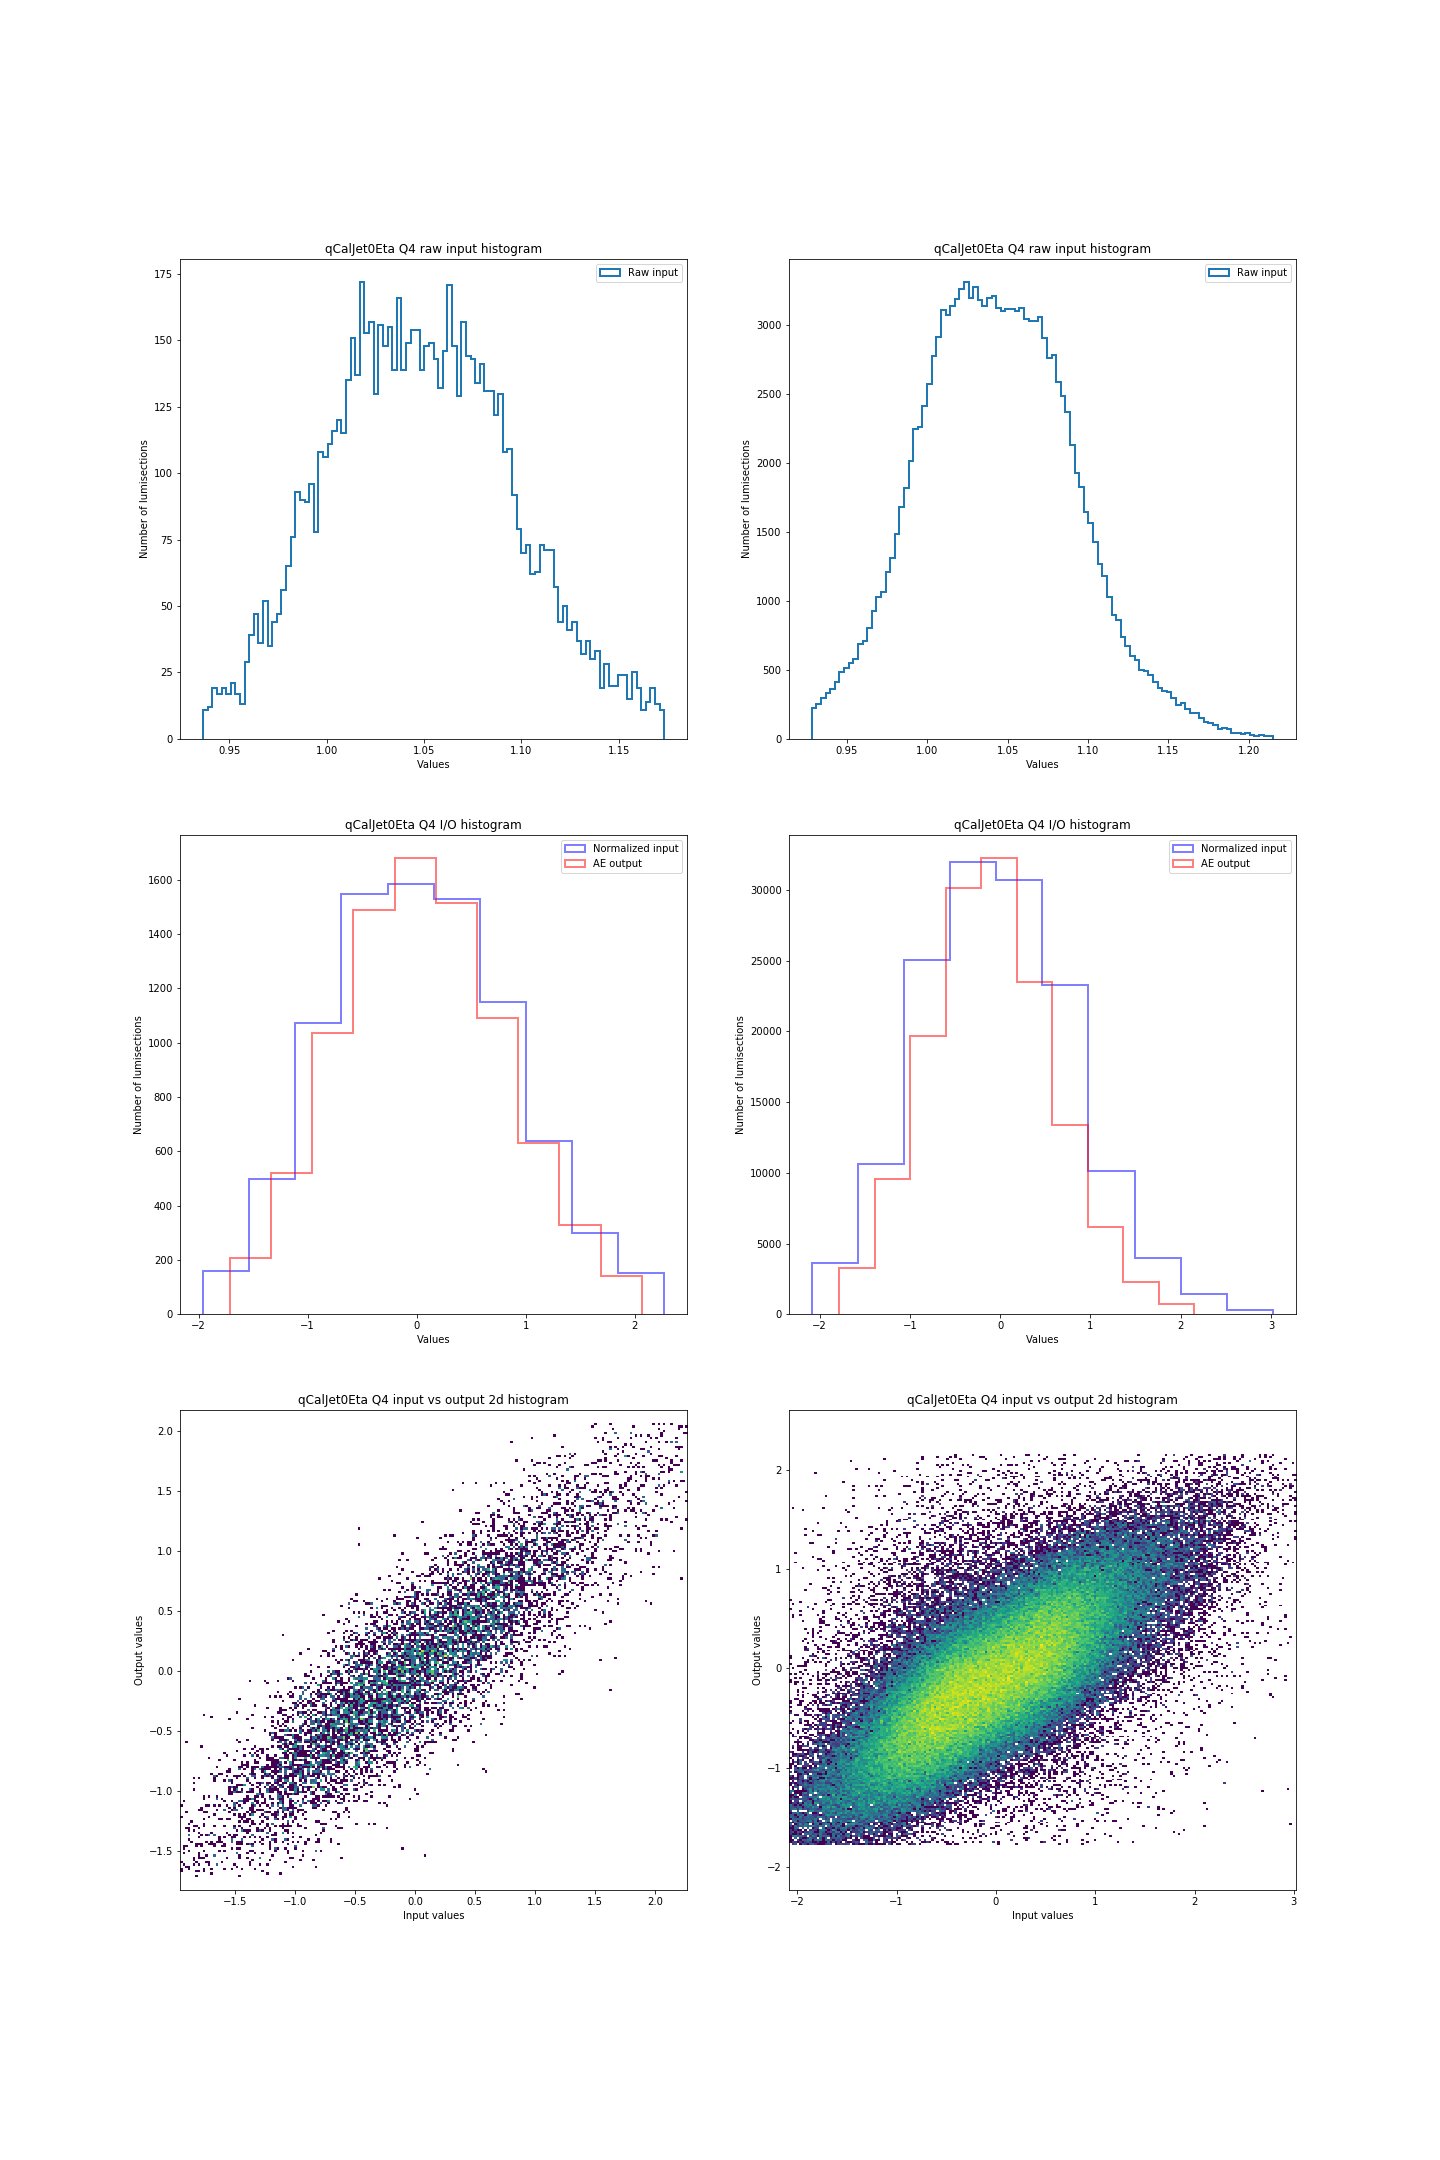 qCalJet0Eta Q4 raw input histogram
Raw input
175
150
125
100
75
50
25
0
Number of lumisections
0.95 1.00 1.05 1.10 1.15
Values
qCalJet0Eta Q4 raw input histogram
Raw input
3000
2500
2000
1500
1000
500
0
Number of lumisections
0.95 1.00 1.05 1.10 1.15 1.20
Values
qCalJet0Eta Q4 I/O histogram
Normalized input
AE output
1600
1400
1200
1000
800
600
400
200
0
Number of lumisections
−2 −1 0 1 2
Values
qCalJet0Eta Q4 I/O histogram
Normalized input
AE output
30000
25000
20000
15000
10000
5000
0
Number of lumisections
−2 −1 0 1 2 3
Values
qCalJet0Eta Q4 input vs output 2d histogram
2.0
1.5
1.0
0.5
0.0
−0.5
−1.0
−1.5
Output values
−1.5 −1.0 −0.5 0.0 0.5 1.0 1.5 2.0
Input values
qCalJet0Eta Q4 input vs output 2d histogram
2
1
0
−1
−2
Output values
−2 −1 0 1 2 3
Input values